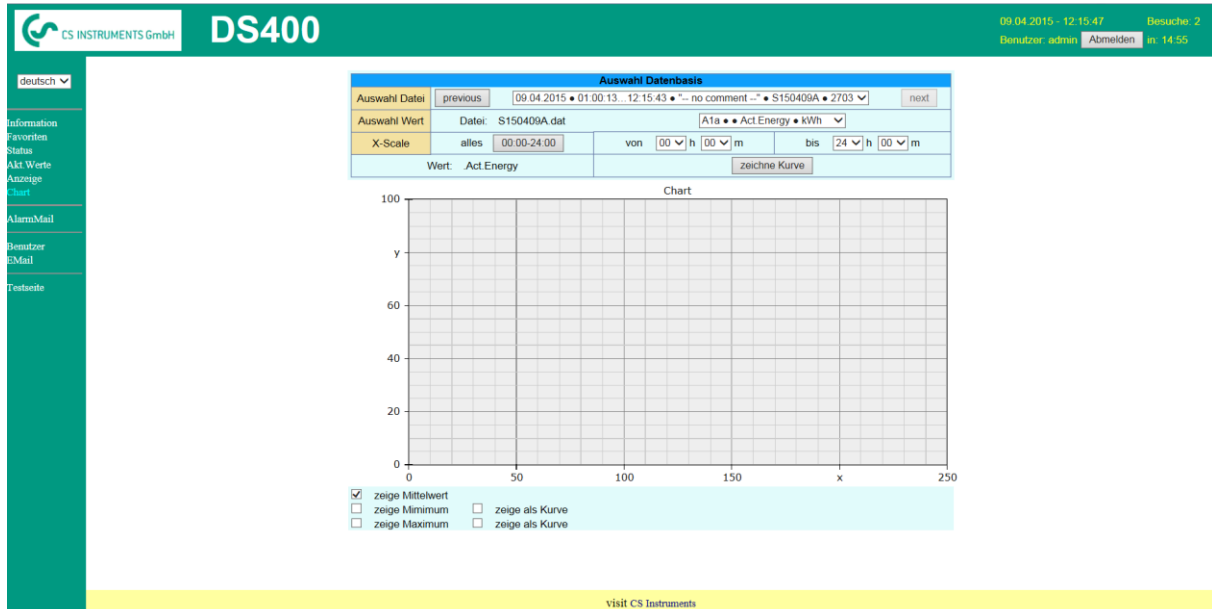 CS INSTRUMENTS GmbH
DS400
09.04.2015 - 12:15:47 Besuche: 2
Benutzer: admin Abmelden in: 14:55
deutsch
Information
Favoriten
Status
Akt.Werte
Anzeige
Chart
AlarmMail
Benutzer
EMail
Testseite
Auswahl Datenbasis
Auswahl Datei previous 09.04.2015 ● 01:00:13...12:15:43 ● "-- no comment --" ● S150409A ● 2703 next
Auswahl Wert Datei: S150409A.dat A1a ● ● Act.Energy ● kWh
X-Scale alles 00:00-24:00 von 00 h 00 m bis 24 h 00 m
Wert: .Act.Energy zeichne Kurve
Chart
100
y
60
40
20
0
0 50 100 150 x 250
zeige Mittelwert
zeige Mimimum zeige als Kurve
zeige Maximum zeige als Kurve
visit CS Instruments